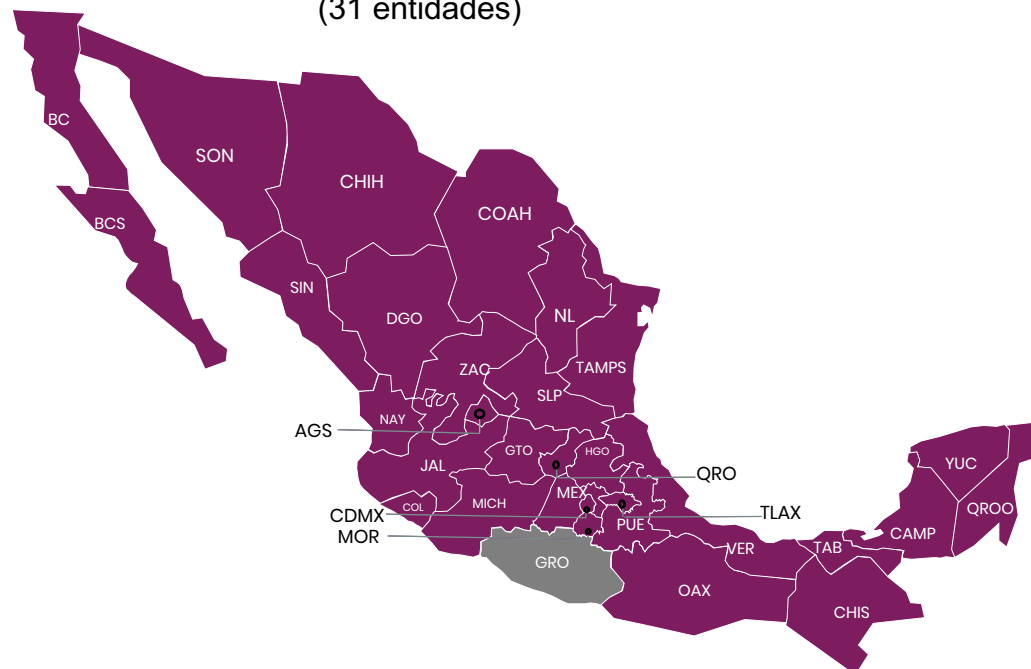 (31 entidades)
BC
SON
CHIH
BCS
COAH
SIN
DGO
NL
ZAC
TAMPS
SLP
NAY
AGS
GTO
HGO
JAL
YUC
QRO
MEX
MICH
COL
QROO
CDMX
TLAX
PUE
MOR
CAMP
VER
TAB
GRO
OAX
CHIS